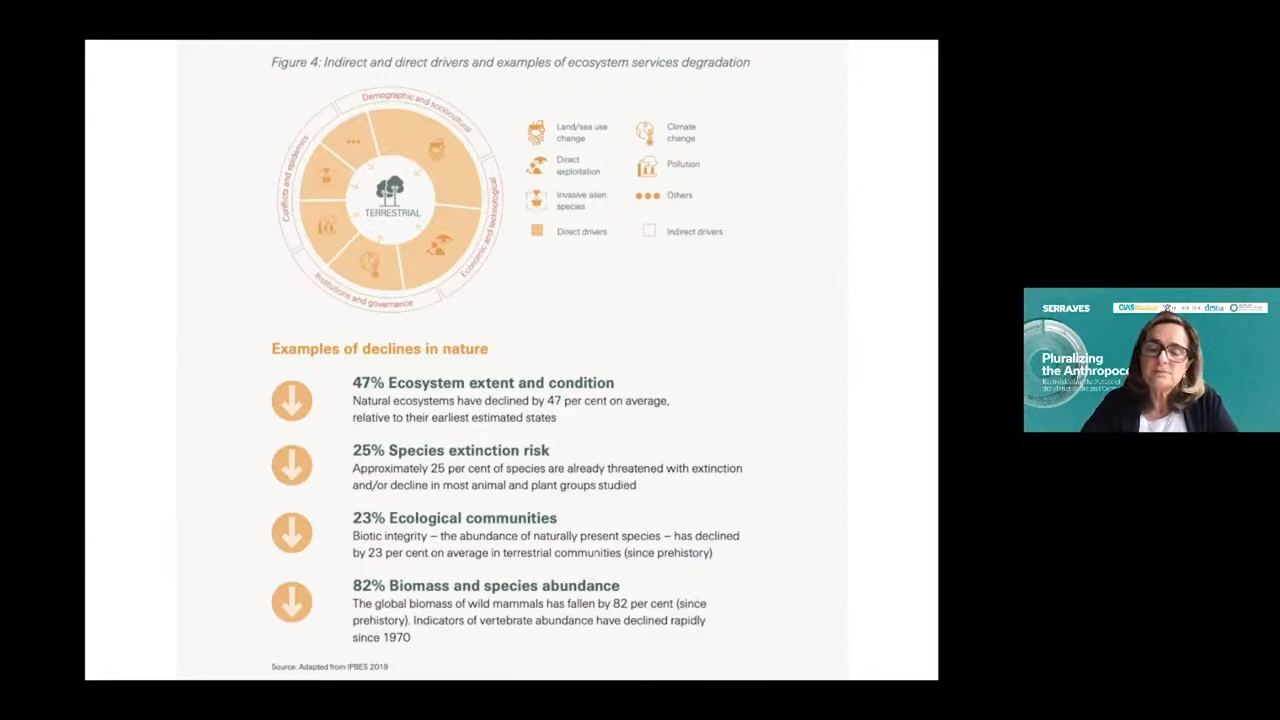 Figure 4: Indirect and direct drivers and examples of ecosystem services degradation
Demographic and sociocultural
Economic and technological
Institutions and governance
Conflicts and epidemics
TERRESTRIAL
Land/sea use
change
Climate
change
Direct
exploitation
Pollution
Invasive alien
species
Others
Direct drivers
Indirect drivers
Examples of declines in nature
47% Ecosystem extent and condition
Natural ecosystems have declined by 47 per cent on average,
relative to their earliest estimated states
25% Species extinction risk
Approximately 25 per cent of species are already threatened with extinction
and/or decline in most animal and plant groups studied
23% Ecological communities
Biotic integrity – the abundance of naturally present species – has declined
by 23 per cent on average in terrestrial communities (since prehistory)
82% Biomass and species abundance
The global biomass of wild mammals has fallen by 82 per cent (since
prehistory). Indicators of vertebrate abundance have declined rapidly
since 1970
Source: Adapted from IPBES 2019
SERRALVES
CIAS
Pluralizing
the Anthropoce